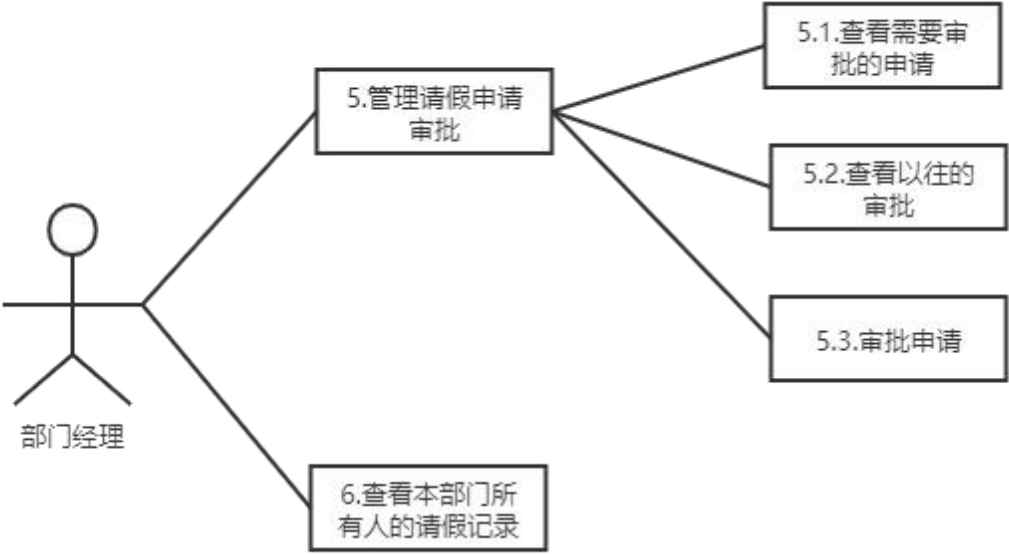 5.1.查看需要审
批的申请
5.管理请假申请
审批
5.2.查看以往的
审批
5.3.审批申请
部门经理
6.查看本部门所
有人的请假记录